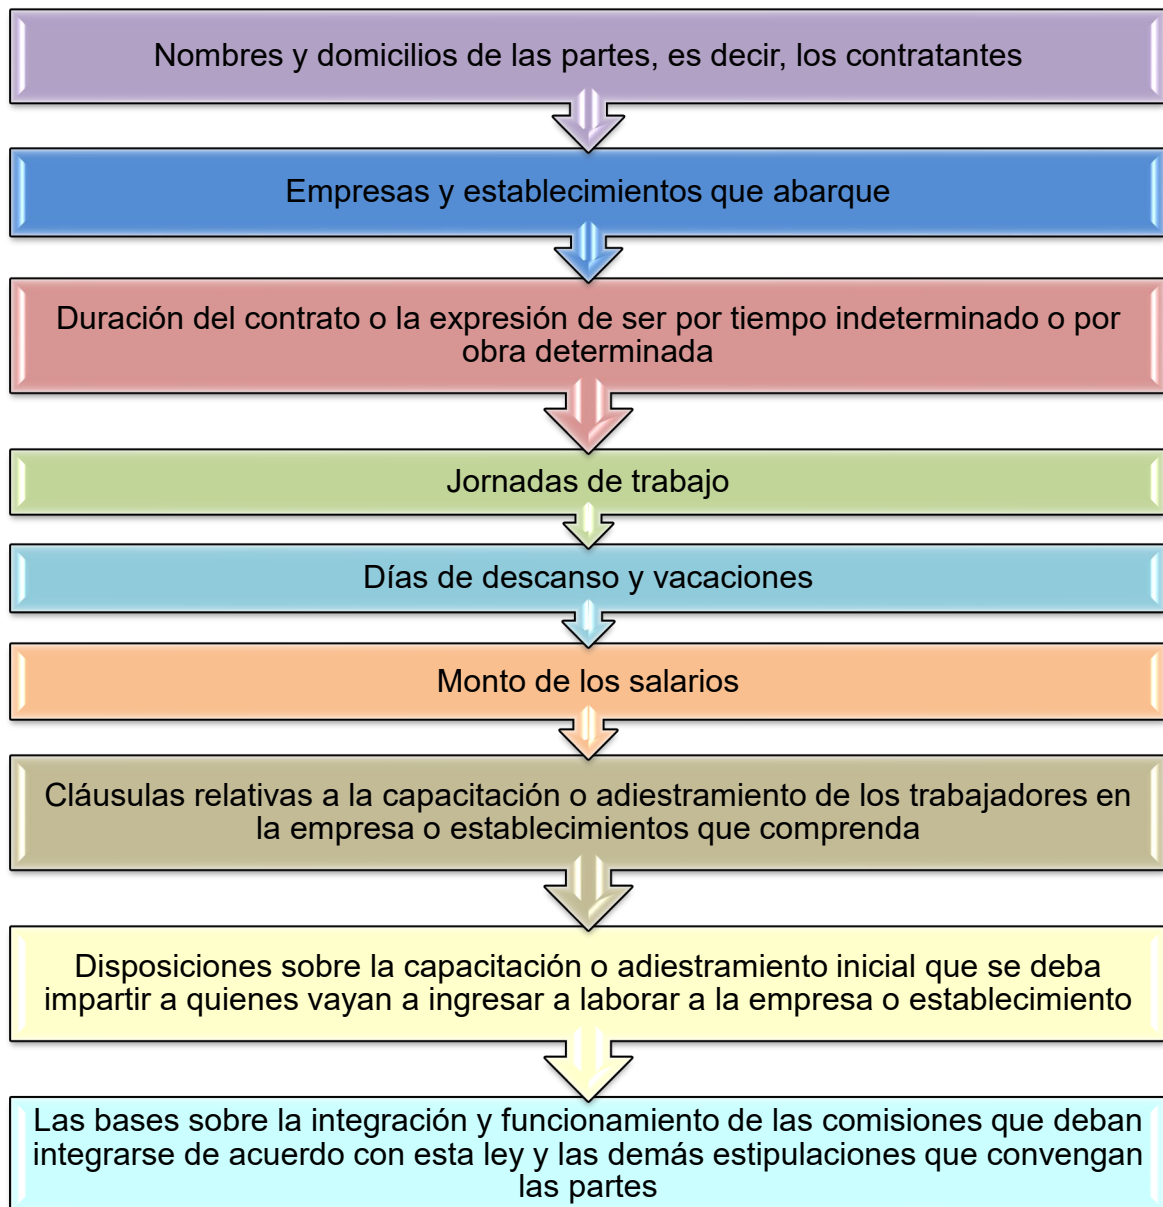 Nombres y domicilios de las partes, es decir, los contratantes
Empresas y establecimientos que abarque
Duración del contrato o la expresión de ser por tiempo indeterminado o por
obra determinada
Jornadas de trabajo
Días de descanso y vacaciones
Monto de los salarios
Cláusulas relativas a la capacitación o adiestramiento de los trabajadores en
la empresa o establecimientos que comprenda
Disposiciones sobre la capacitación o adiestramiento inicial que se deba
impartir a quienes vayan a ingresar a laborar a la empresa o establecimiento
Las bases sobre la integración y funcionamiento de las comisiones que deban
integrarse de acuerdo con esta ley y las demás estipulaciones que convengan
las partes